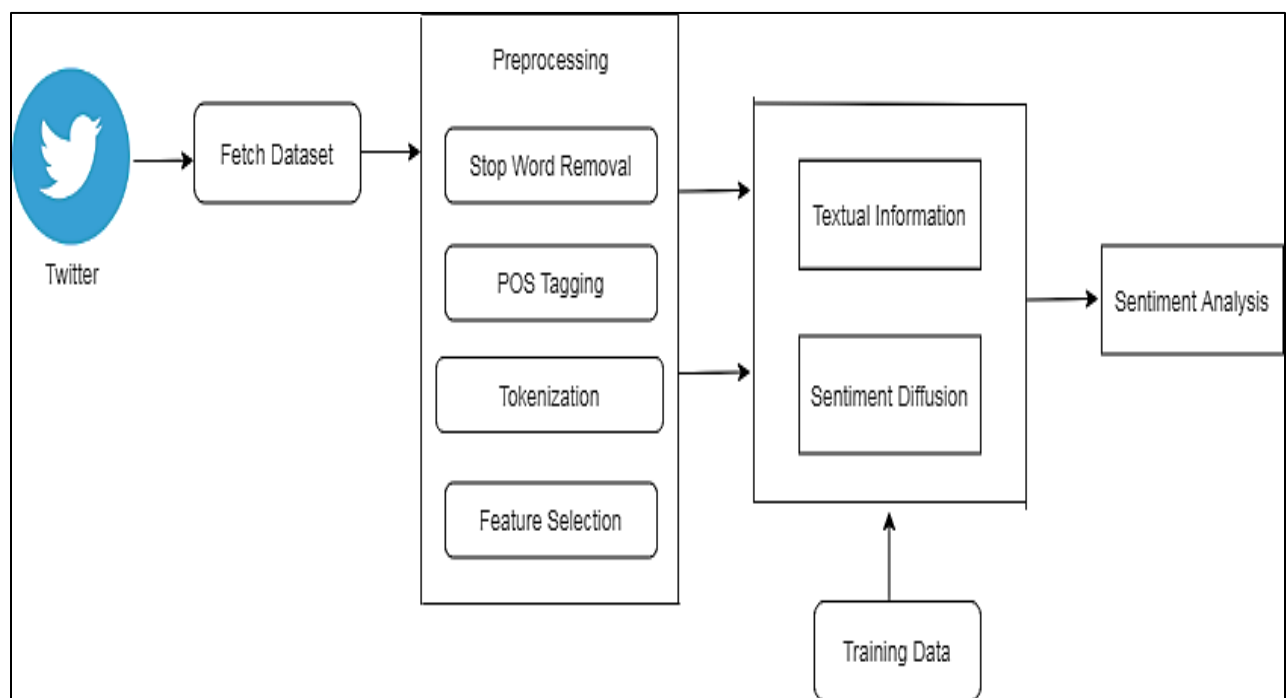 Twitter
Fetch Dataset
Preprocessing
Stop Word Removal
POS Tagging
Tokenization
Feature Selection
Textual Information
Sentiment Diffusion
Training Data
Sentiment Analysis